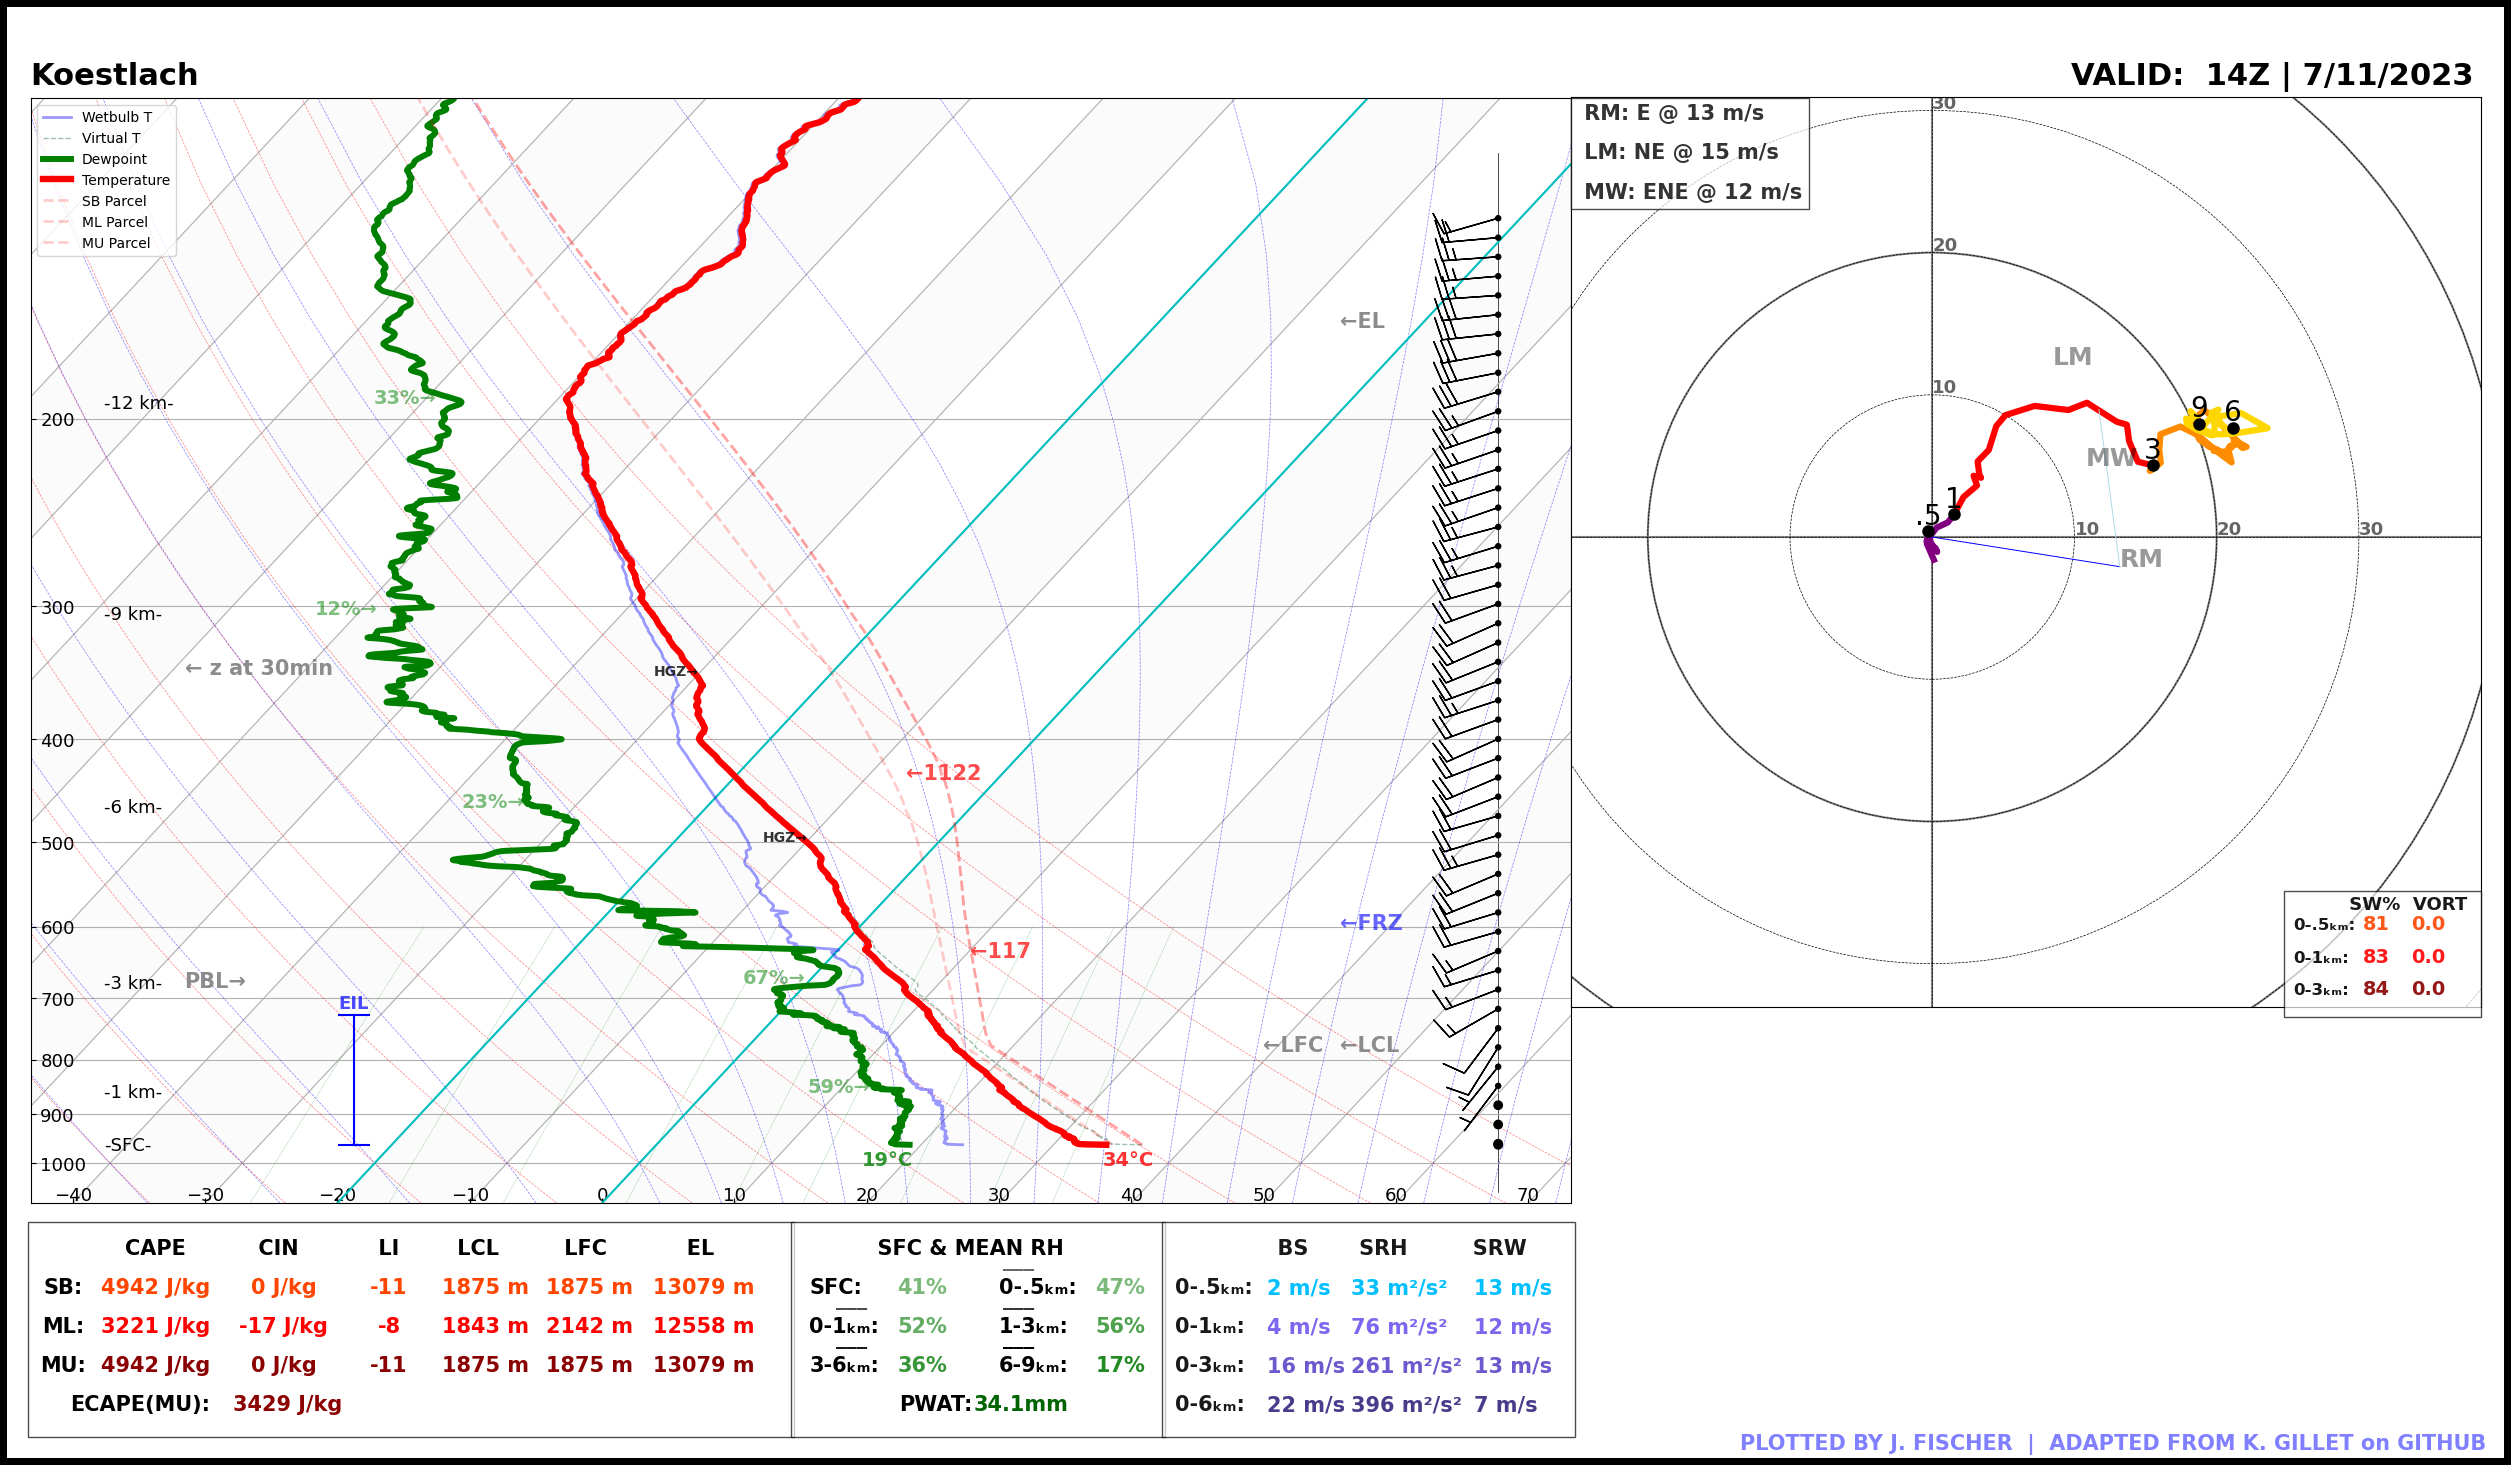 Koestlach
VALID:  14Z | 7/11/2023
Wetbulb T
Virtual T
Dewpoint
Temperature
SB Parcel
ML Parcel
MU Parcel
←EL
33%→
-12 km-
200
12%→
-9 km-
300
← z at 30min
HGZ→
400
←1122
23%→
-6 km-
HGZ→
500
600
←FRZ
←117
67%→
PBL→
-3 km-
700
EIL
←LFC
←LCL
800
59%→
-1 km-
900
-SFC-
19°C
34°C
1000
−40 −30 −20 −10 0 10 20 30 40 50 60 70
RM: E @ 13 m/s
LM: NE @ 15 m/s
MW: ENE @ 12 m/s
30
20
10
LM
9
6
3
MW
1
.5
10
20
30
RM
SW% VORT
0-.5ₖₘ: 81 0.0
0-1ₖₘ: 83 0.0
0-3ₖₘ: 84 0.0
CAPE CIN LI LCL LFC EL
SB: 4942 J/kg 0 J/kg -11 1875 m 1875 m 13079 m
ML: 3221 J/kg -17 J/kg -8 1843 m 2142 m 12558 m
MU: 4942 J/kg 0 J/kg -11 1875 m 1875 m 13079 m
ECAPE(MU): 3429 J/kg
SFC & MEAN RH
SFC: 41% 0-.5ₖₘ: 47%
0-1ₖₘ: 52% 1-3ₖₘ: 56%
3-6ₖₘ: 36% 6-9ₖₘ: 17%
PWAT: 34.1mm
BS SRH SRW
0-.5ₖₘ: 2 m/s 33 m²/s² 13 m/s
0-1ₖₘ: 4 m/s 76 m²/s² 12 m/s
0-3ₖₘ: 16 m/s 261 m²/s² 13 m/s
0-6ₖₘ: 22 m/s 396 m²/s² 7 m/s
PLOTTED BY J. FISCHER  |  ADAPTED FROM K. GILLET on GITHUB